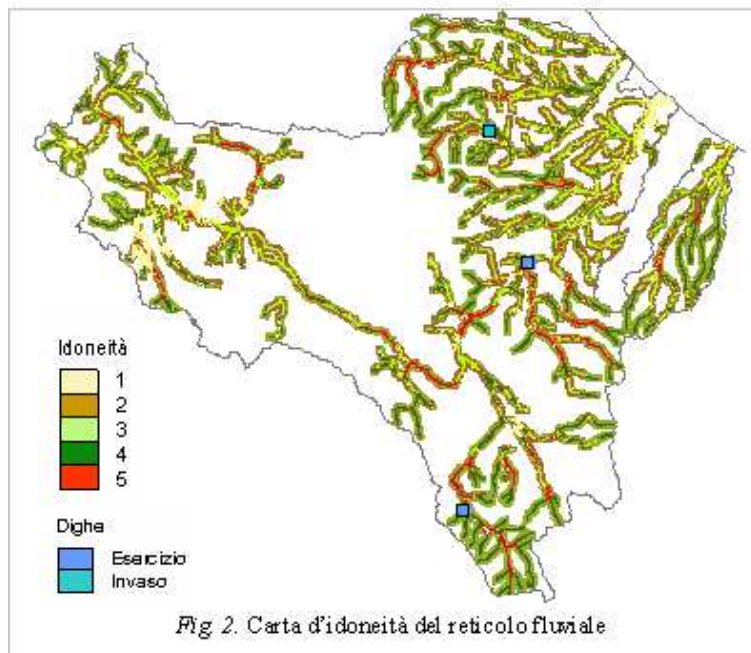 Idoneità
1
2
3
4
5
Dighe
Esercizio
Invaso
Fig. 2. Carta d'idoneità del reticolo fluviale